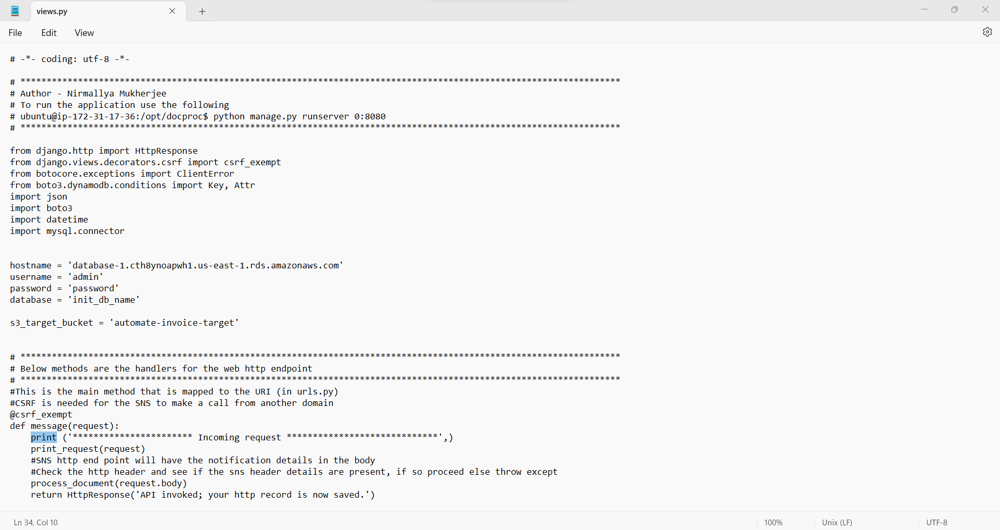 views.py
File Edit View
# -*- coding: utf-8 -*-
# *******************************************************************************************************************
# Author - Nirmallya Mukherjee
# To run the application use the following
# ubuntu@ip-172-31-17-36:/opt/docproc$ python manage.py runserver 0:8080
# *******************************************************************************************************************
from django.http import HttpResponse
from django.views.decorators.csrf import csrf_exempt
from botocore.exceptions import ClientError
from boto3.dynamodb.conditions import Key, Attr
import json
import boto3
import datetime
import mysql.connector
hostname = 'database-1.cth8ynoapwh1.us-east-1.rds.amazonaws.com'
username = 'admin'
password = 'password'
database = 'init_db_name'
s3_target_bucket = 'automate-invoice-target'
# *******************************************************************************************************************
# Below methods are the handlers for the web http endpoint
# *******************************************************************************************************************
#This is the main method that is mapped to the URI (in urls.py)
#CSRF is needed for the SNS to make a call from another domain
@csrf_exempt
def message(request):
    print ('*********************** Incoming request *****************************',)
    print_request(request)
    #SNS http end point will have the notification details in the body
    #Check the http header and see if the sns header details are present, if so proceed else throw except
    process_document(request.body)
    return HttpResponse('API invoked; your http record is now saved.')
Ln 34, Col 10 100% Unix (LF) UTF-8